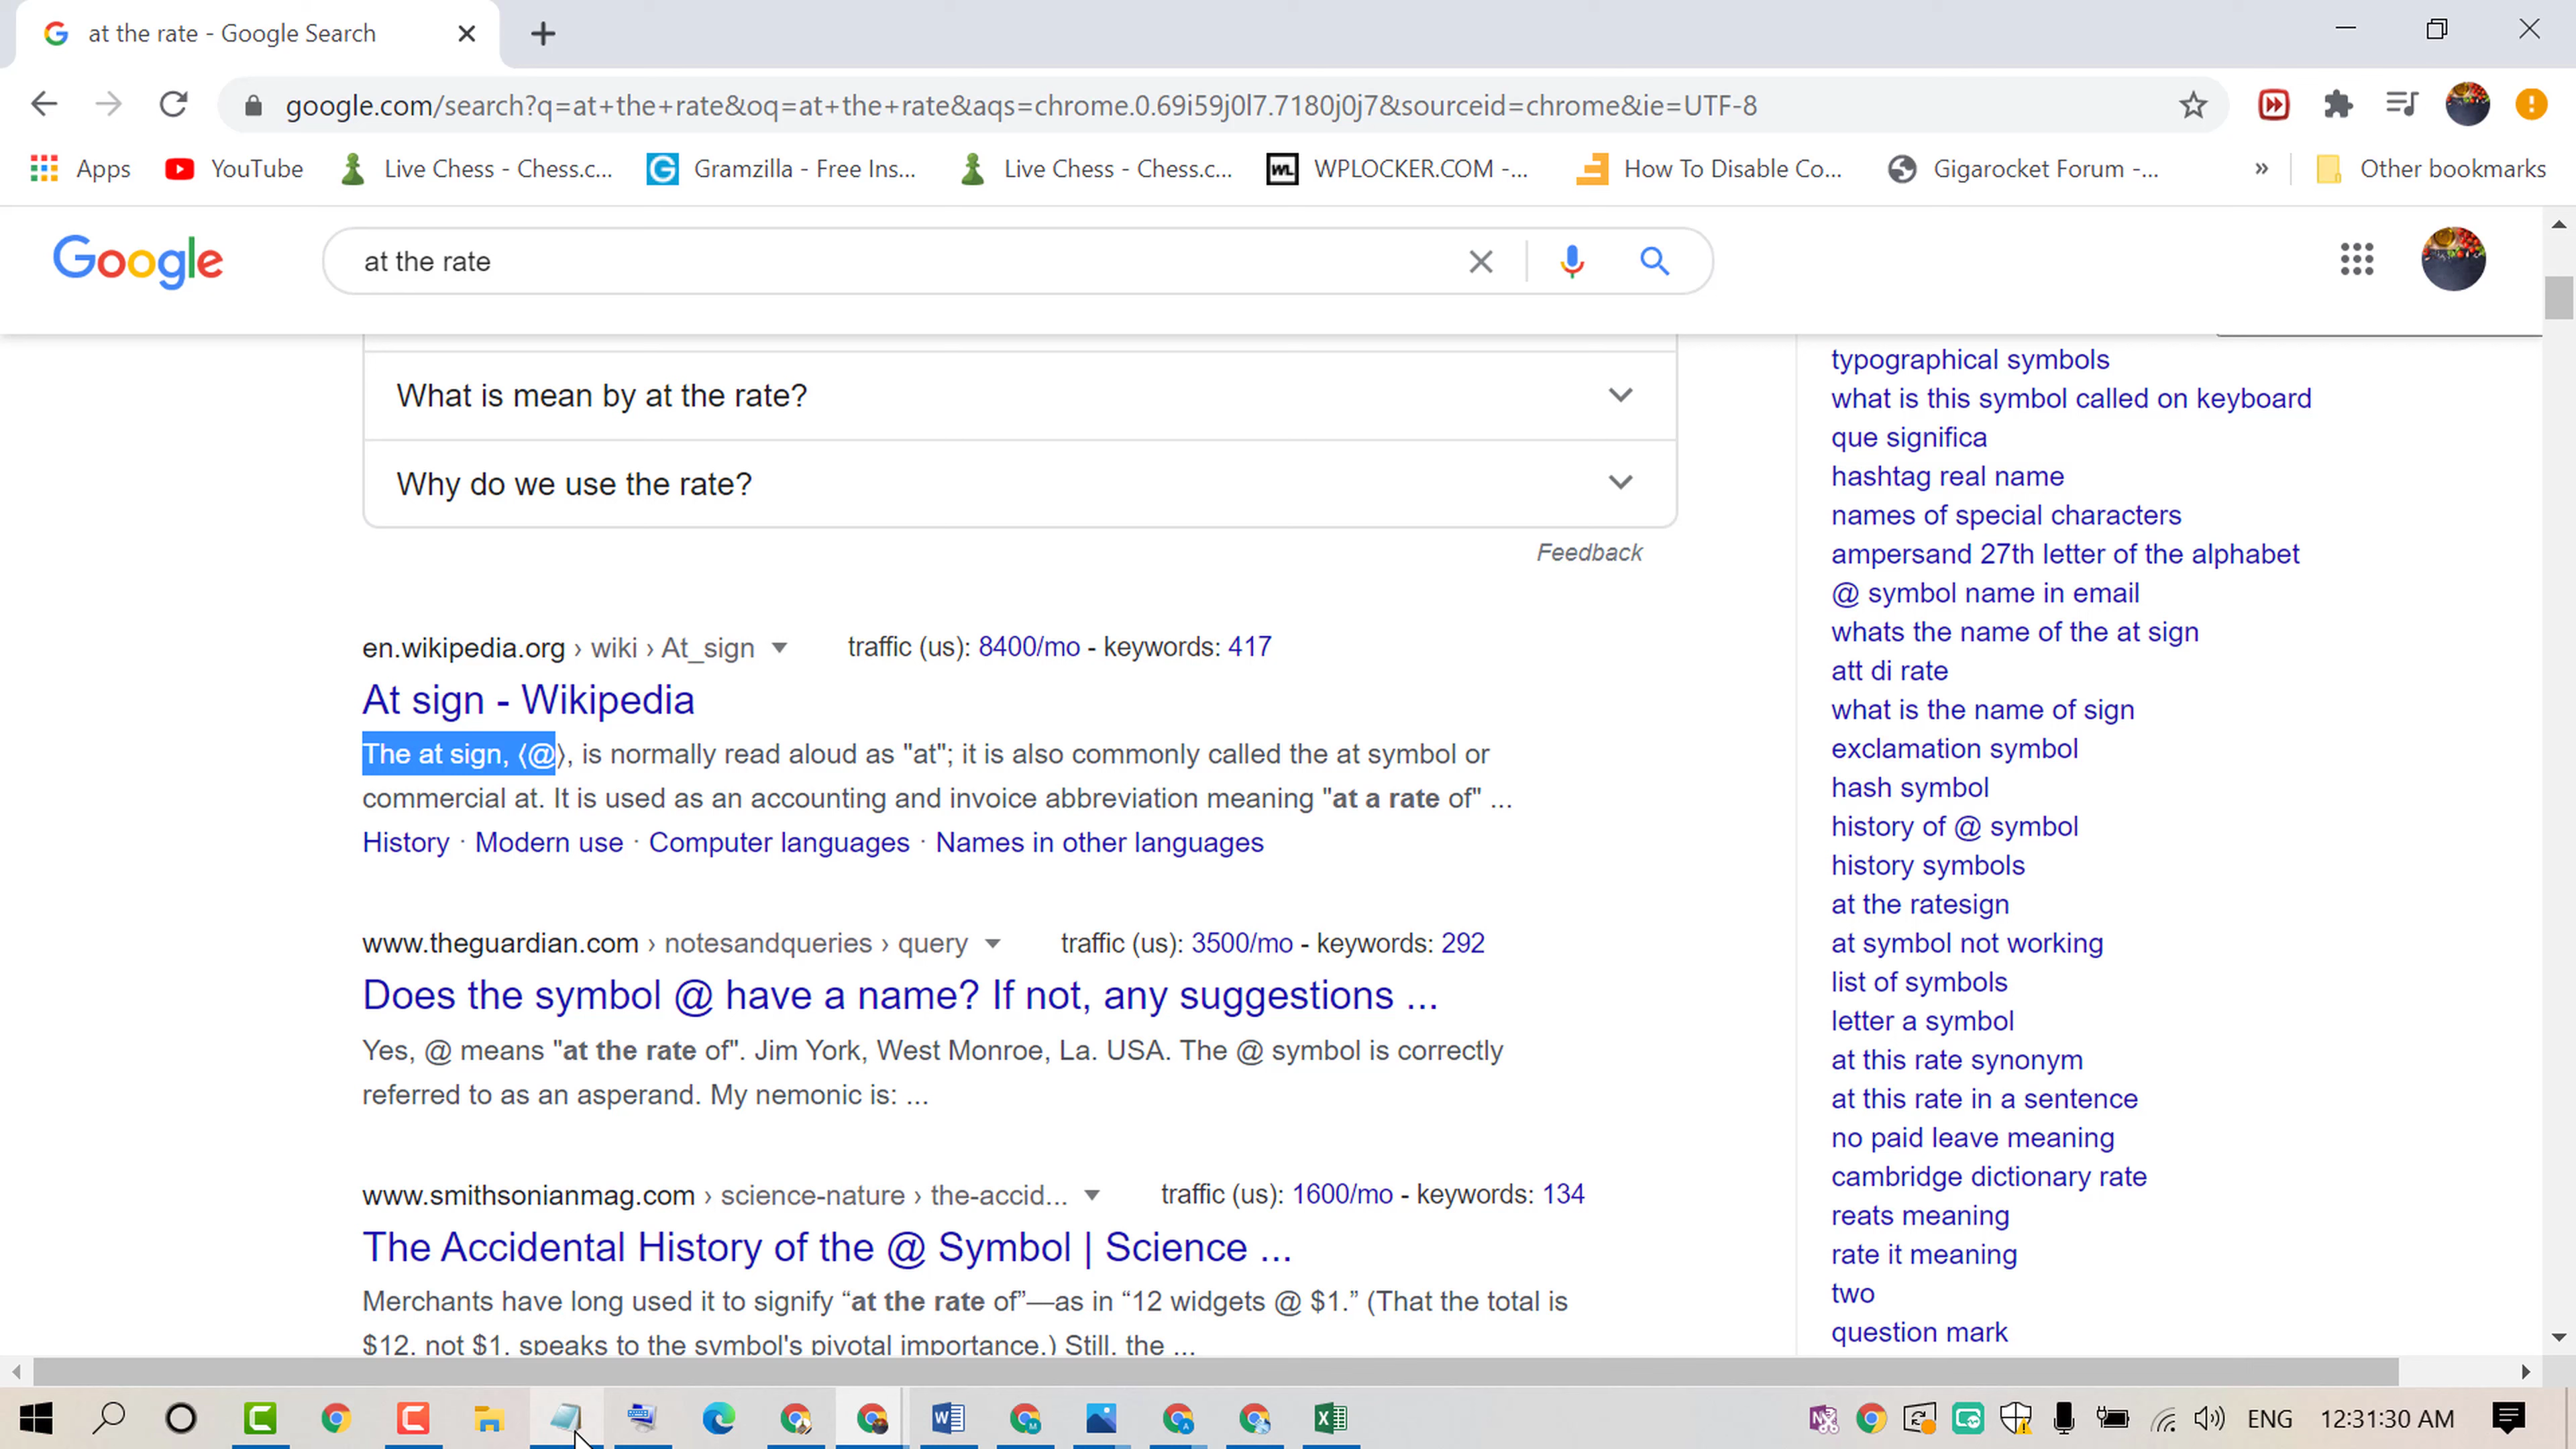 at the rate - Google Search
google.com/search?q=at+the+rate&oq=at+the+rate&aqs=chrome.0.69i59j0l7.7180j0j7&sourceid=chrome&ie=UTF-8
Apps YouTube Live Chess - Chess.c... Gramzilla - Free Ins... Live Chess - Chess.c... WL WPLOCKER.COM -... How To Disable Co... Gigarocket Forum -... » Other bookmarks
Google at the rate
What is mean by at the rate?
Why do we use the rate?
Feedback
en.wikipedia.org › wiki › At_sign traffic (us): 8400/mo - keywords: 417
At sign - Wikipedia
The at sign, ⟨@⟩, is normally read aloud as "at"; it is also commonly called the at symbol or
commercial at. It is used as an accounting and invoice abbreviation meaning "at a rate of" ...
History · Modern use · Computer languages · Names in other languages
www.theguardian.com › notesandqueries › query traffic (us): 3500/mo - keywords: 292
Does the symbol @ have a name? If not, any suggestions ...
Yes, @ means "at the rate of". Jim York, West Monroe, La. USA. The @ symbol is correctly
referred to as an asperand. My nemonic is: ...
www.smithsonianmag.com › science-nature › the-accid... traffic (us): 1600/mo - keywords: 134
The Accidental History of the @ Symbol | Science ...
Merchants have long used it to signify “at the rate of”—as in “12 widgets @ $1.” (That the total is
$12, not $1, speaks to the symbol's pivotal importance.) Still, the ...
typographical symbols
what is this symbol called on keyboard
que significa
hashtag real name
names of special characters
ampersand 27th letter of the alphabet
@ symbol name in email
whats the name of the at sign
att di rate
what is the name of sign
exclamation symbol
hash symbol
history of @ symbol
history symbols
at the ratesign
at symbol not working
list of symbols
letter a symbol
at this rate synonym
at this rate in a sentence
no paid leave meaning
cambridge dictionary rate
reats meaning
rate it meaning
two
question mark
ENG 12:31:30 AM